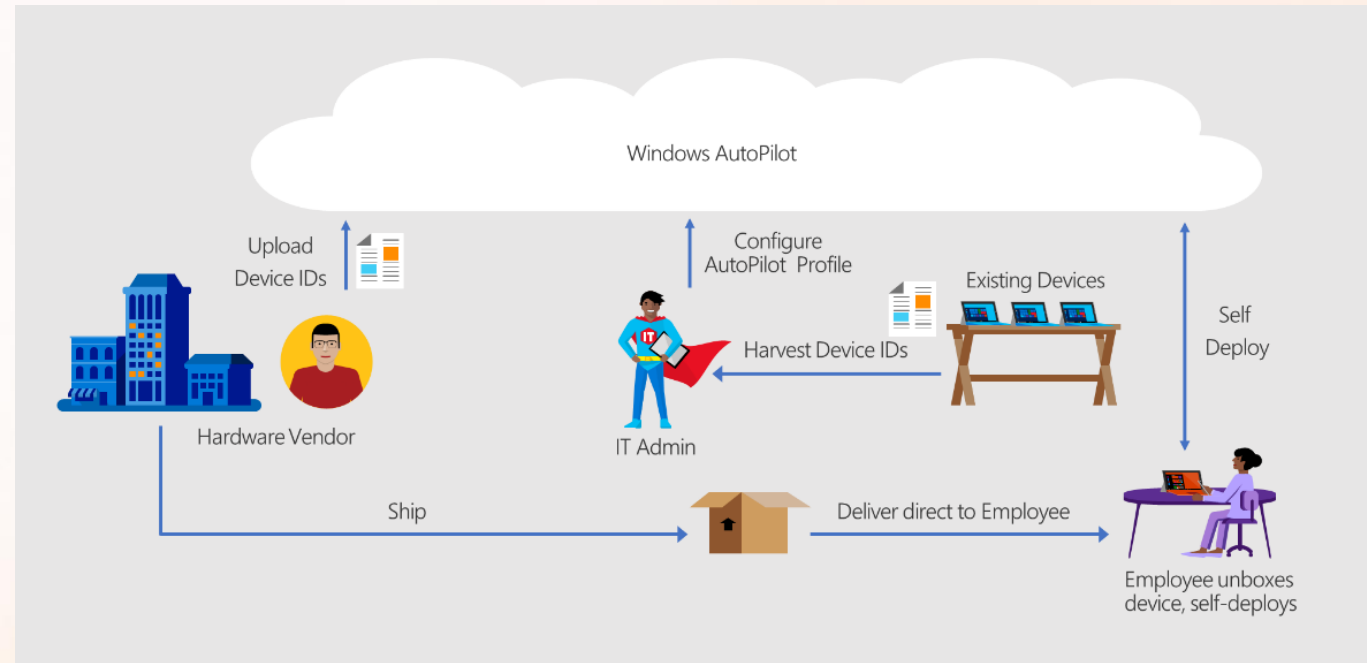 Windows AutoPilot
Upload
Device IDs
Configure
AutoPilot Profile
Existing Devices
Self
Deploy
IT
Harvest Device IDs
Hardware Vendor
IT Admin
Ship
Deliver direct to Employee
Employee unboxes
device, self-deploys